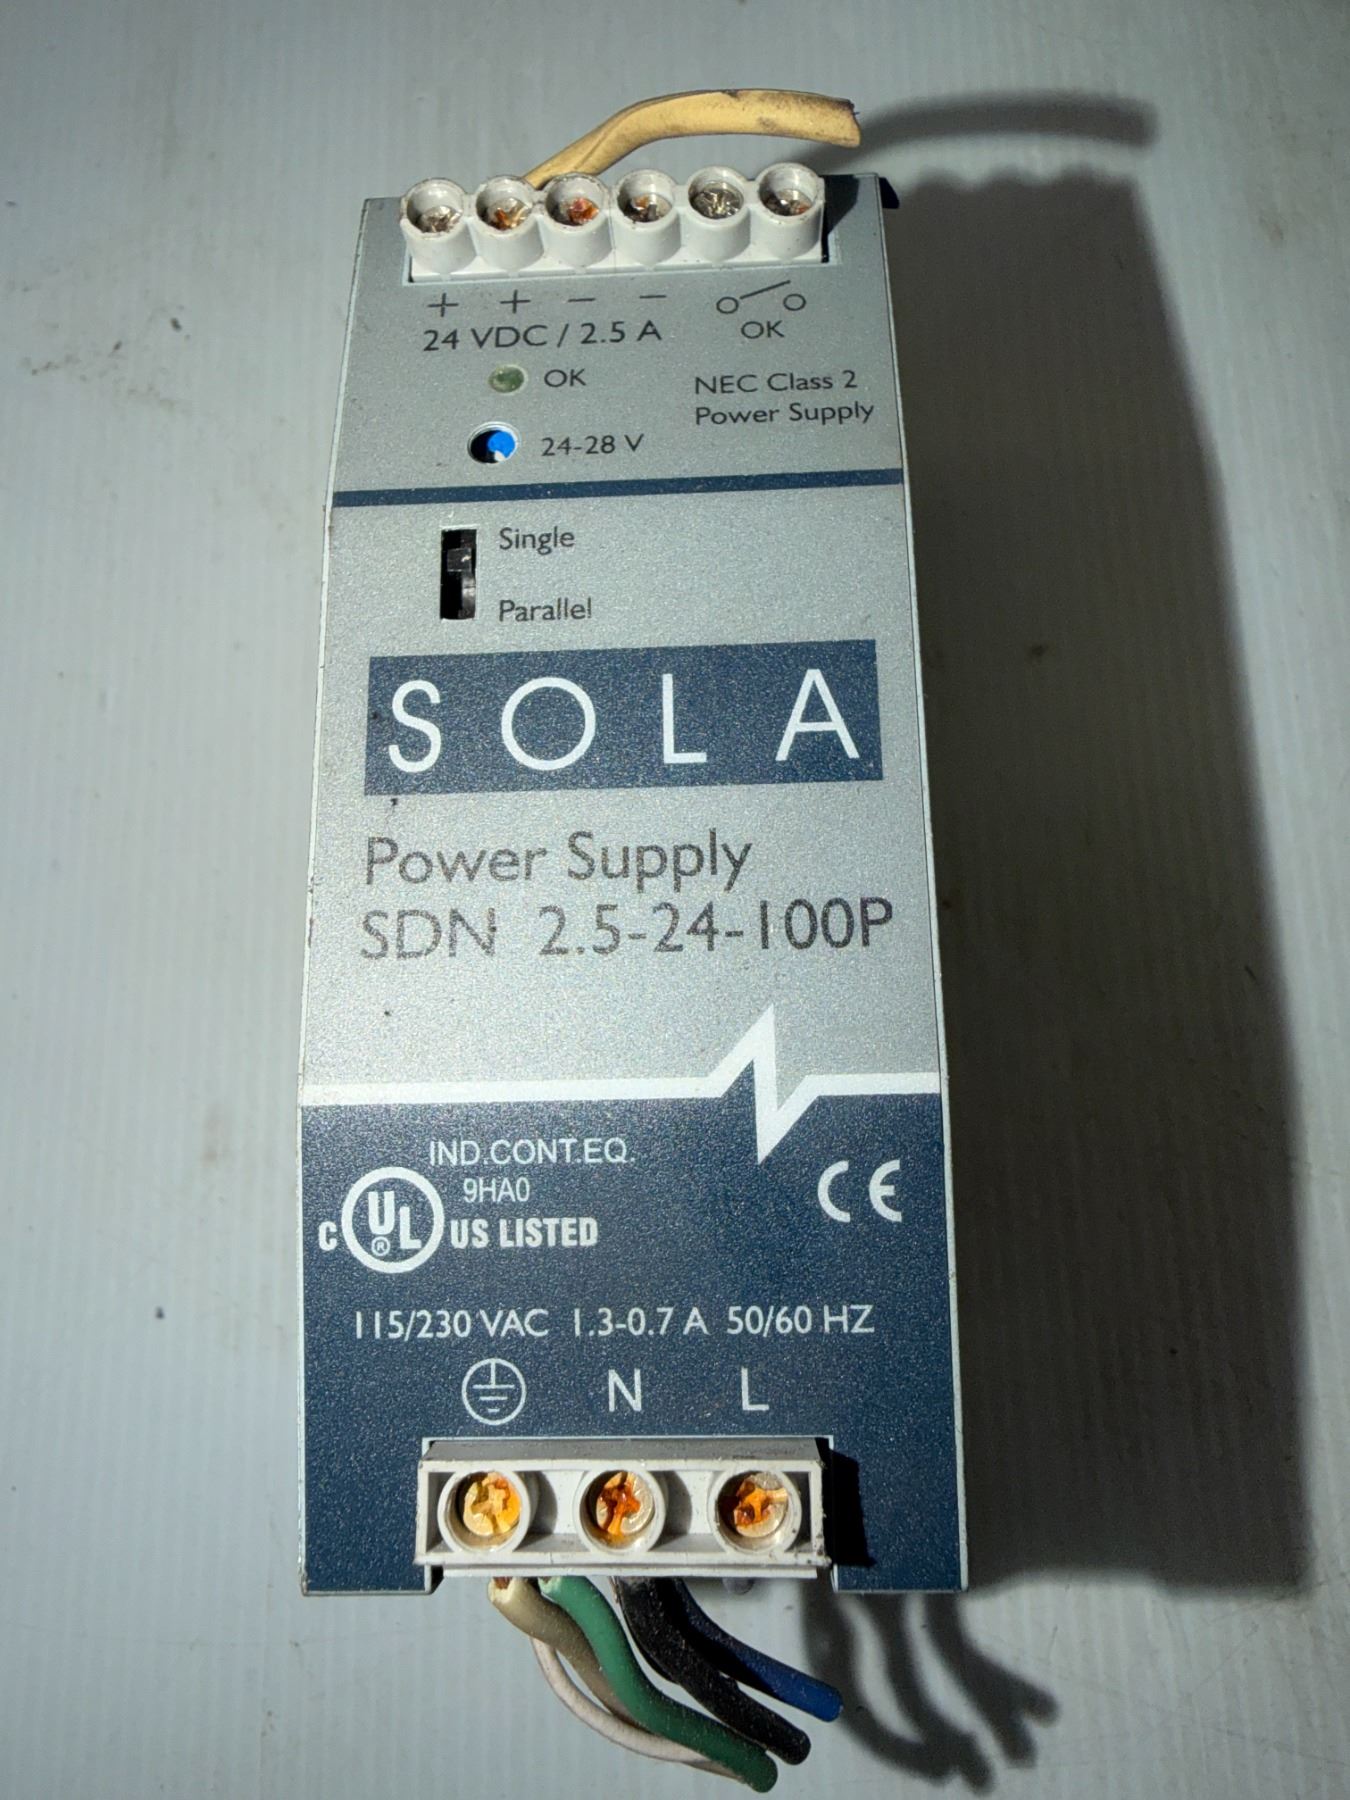 + + − −
24 VDC / 2.5 A
OK
OK
NEC Class 2
Power Supply
24-28 V
Single
Parallel
SOLA
Power Supply
SDN 2.5-24-100P
IND.CONT.EQ.
9HA0
C UL ® US LISTED
CE
115/230 VAC 1.3-0.7 A 50/60 HZ
N L